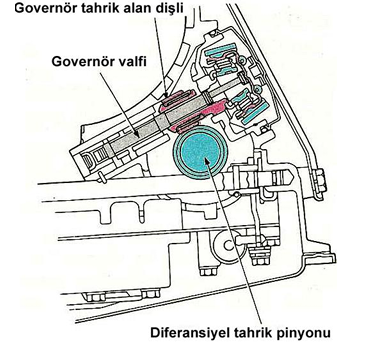 Governör tahrik alan dişli
Governör valfi
Diferansiyel tahrik pinyonu